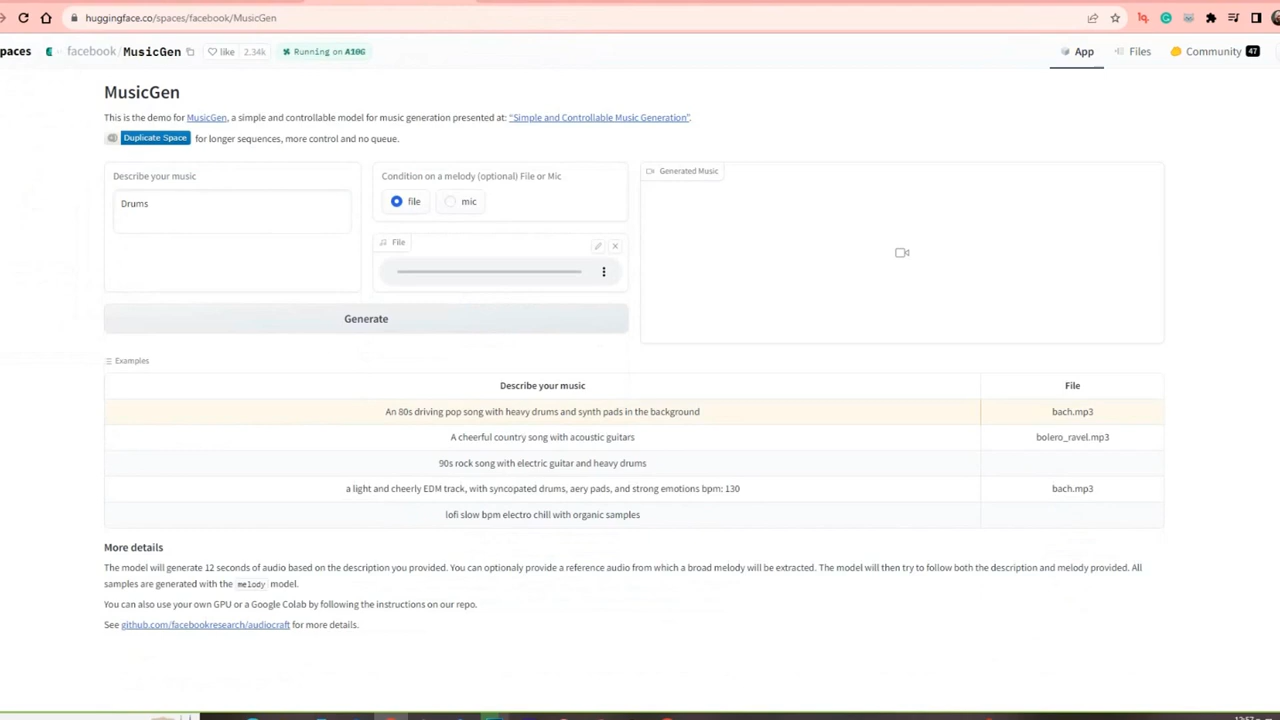 huggingface.co/spaces/facebook/MusicGen
paces facebook/MusicGen like 2.34k Running on A10G App Files Community 47
MusicGen
This is the demo for MusicGen, a simple and controllable model for music generation presented at: "Simple and Controllable Music Generation".
Duplicate Space for longer sequences, more control and no queue.
Describe your music
Drums
Condition on a melody (optional) File or Mic
file mic
File
Generated Music
Generate
Examples
Describe your music File
An 80s driving pop song with heavy drums and synth pads in the background bach.mp3
A cheerful country song with acoustic guitars bolero_ravel.mp3
90s rock song with electric guitar and heavy drums
a light and cheerly EDM track, with syncopated drums, aery pads, and strong emotions bpm: 130 bach.mp3
lofi slow bpm electro chill with organic samples
More details
The model will generate 12 seconds of audio based on the description you provided. You can optionaly provide a reference audio from which a broad melody will be extracted. The model will then try to follow both the description and melody provided. All
samples are generated with the melody model.
You can also use your own GPU or a Google Colab by following the instructions on our repo.
See github.com/facebookresearch/audiocraft for more details.